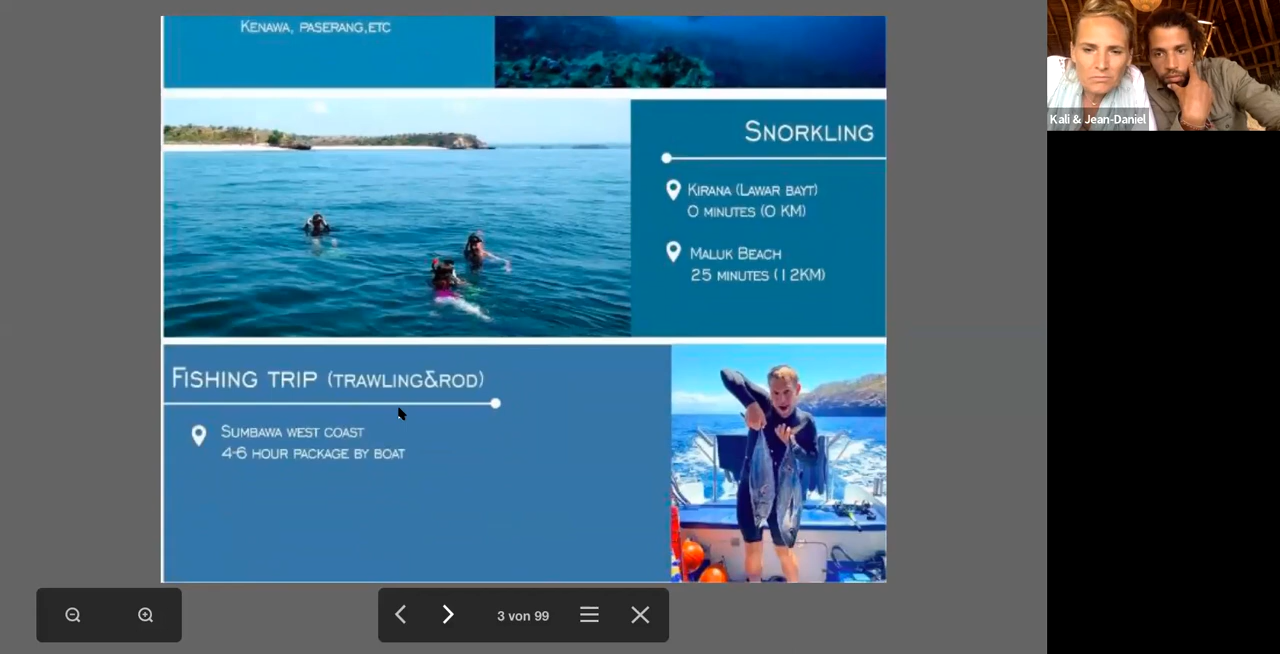 Kenawa, Paserang,etc
Kali & Jean-Daniel
Snorkling
Kirana (Lawar bayt)
0 minutes (0 km)
Maluk Beach
25 minutes (12km)
Fishing trip (trawling&rod)
Sumbawa west coast
4-6 hour package by boat
3 von 99